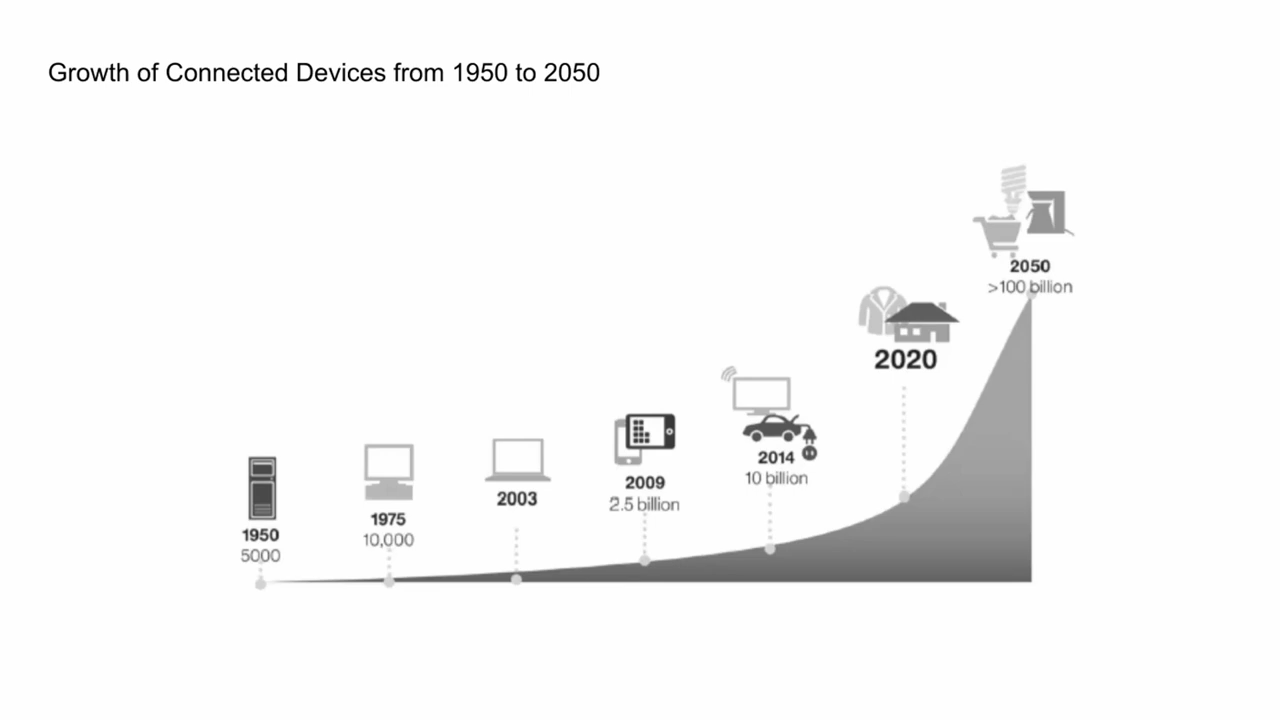 Growth of Connected Devices from 1950 to 2050
1950
5000
1975
10,000
2003
2009
2.5 billion
2014
10 billion
2020
2050
>100 billion